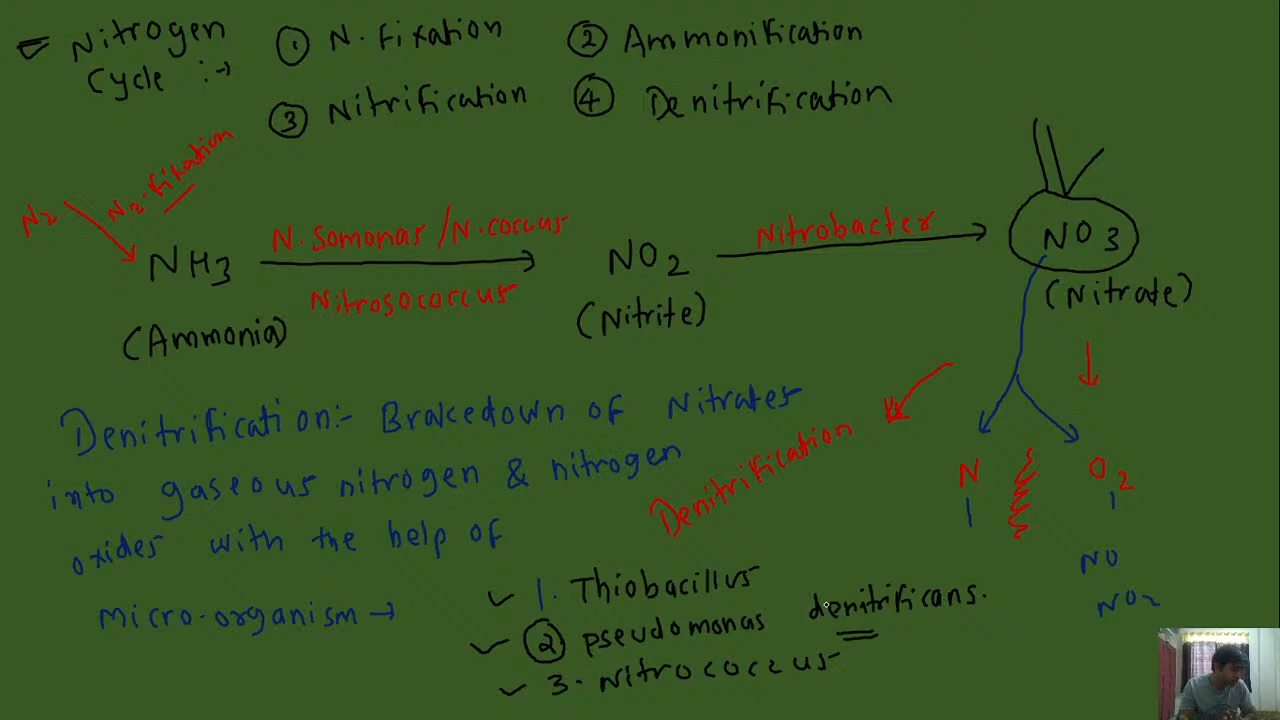 Nitrogen Cycle :→
① N. Fixation ② Ammonification
③ Nitrification ④ Denitrification
N2 N2-Fixation
NH3 N.Somonas /N.coccus NO2 Nitrobacter NO3
Nitrosococcus
(Ammonia) (Nitrite) (Nitrate)
Denitrification:- Brakedown of Nitrates
into gaseous nitrogen & nitrogen
oxides with the help of
Micro-organism →
Denitrification
N O2
NO
NO2
1. Thiobacillus
② pseudomonas denitrificans.
3. Nitrococcus